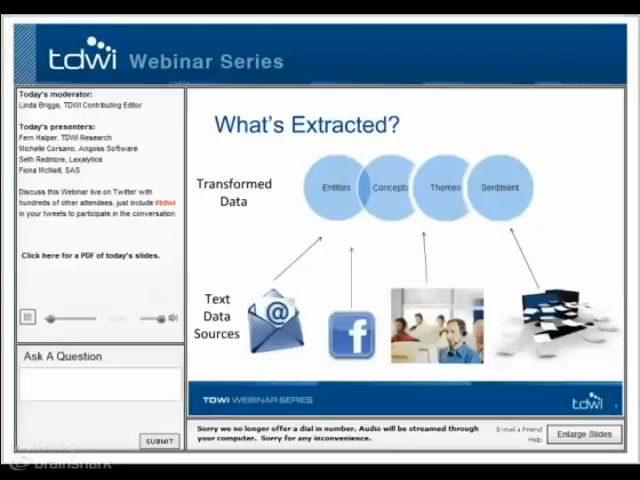 tdwi Webinar Series
Today's moderator:
Linda Briggs, TDWI Contributing Editor
Today's presenters:
Fern Halper, TDWI Research
Michelle Corsano, Angoss Software
Seth Redmore, Lexalytics
Fiona McNeill, SAS
Discuss this Webinar live on Twitter with
hundreds of other attendees, just include #tdwi
in your tweets to participate in the conversation.
Click here for a PDF of today's slides.
Ask A Question
SUBMIT
brainshark
What's Extracted?
Transformed
Data
Entities
Concepts
Themes
Sentiment
Text
Data
Sources
@
f
TDWI WEBINAR SERIES
tdwi
Sorry we no longer offer a dial in number. Audio will be streamed through
your computer. Sorry for any inconvenience.
E-mail a Friend
Help
Enlarge Slides